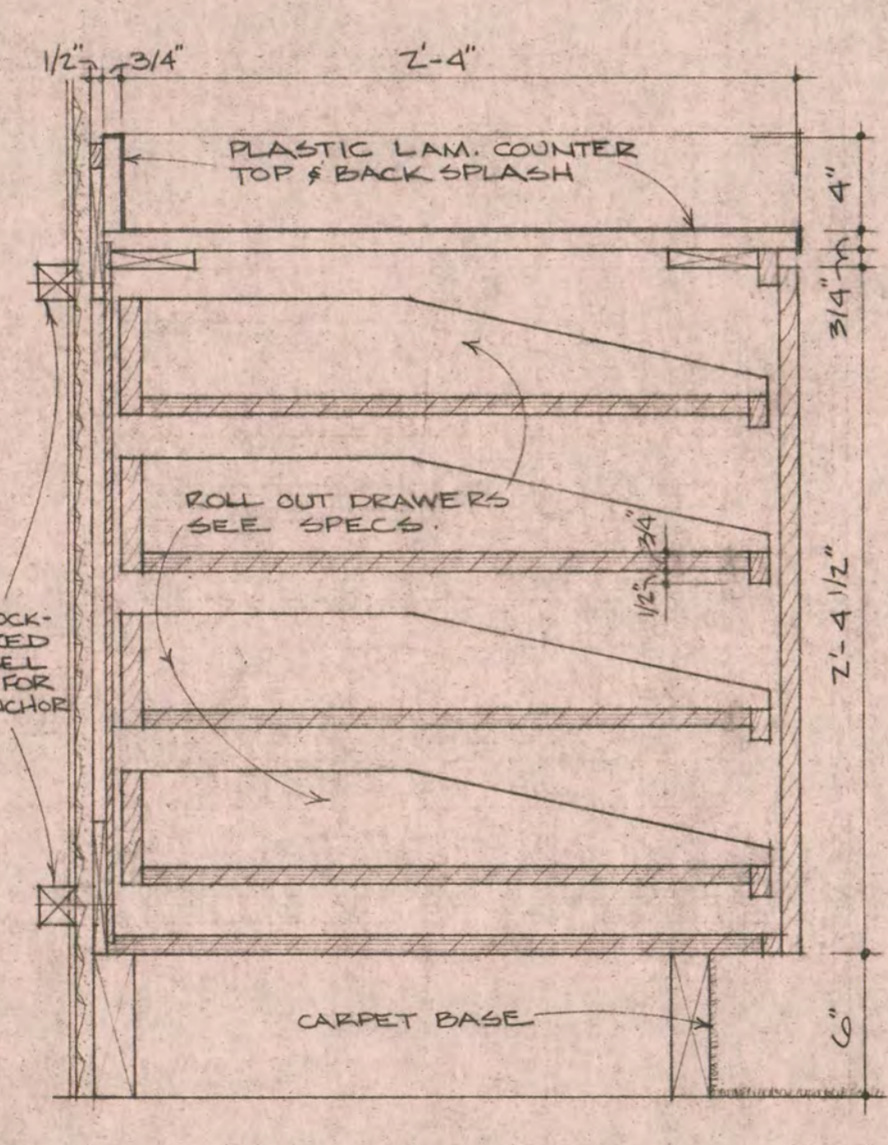 1/2" 3/4" 2'-4"
PLASTIC LAM. COUNTER
TOP & BACK SPLASH
4"
3/4"
ROLL OUT DRAWERS
SEE SPECS.
3/4"
1/2"
2'-4 1/2"
FOR
CARPET BASE
6"